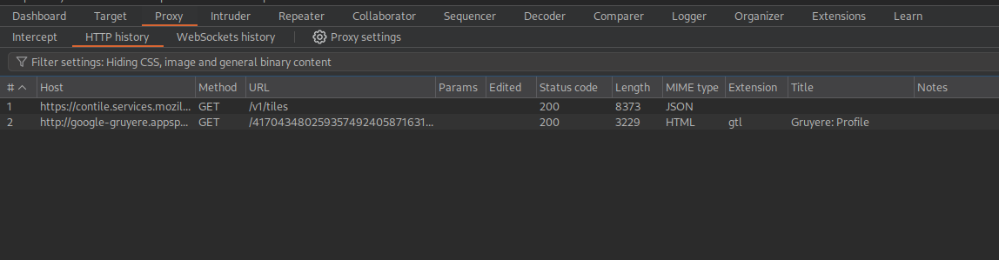 Dashboard Target Proxy Intruder Repeater Collaborator Sequencer Decoder Comparer Logger Organizer Extensions Learn
Intercept HTTP history WebSockets history Proxy settings
Filter settings: Hiding CSS, image and general binary content
# Host Method URL Params Edited Status code Length MIME type Extension Title Notes
1 https://contile.services.mozil... GET /v1/tiles 200 8373 JSON
2 http://google-gruyere.appsp... GET /417043480259357492405871631... 200 3229 HTML gtl Gruyere: Profile